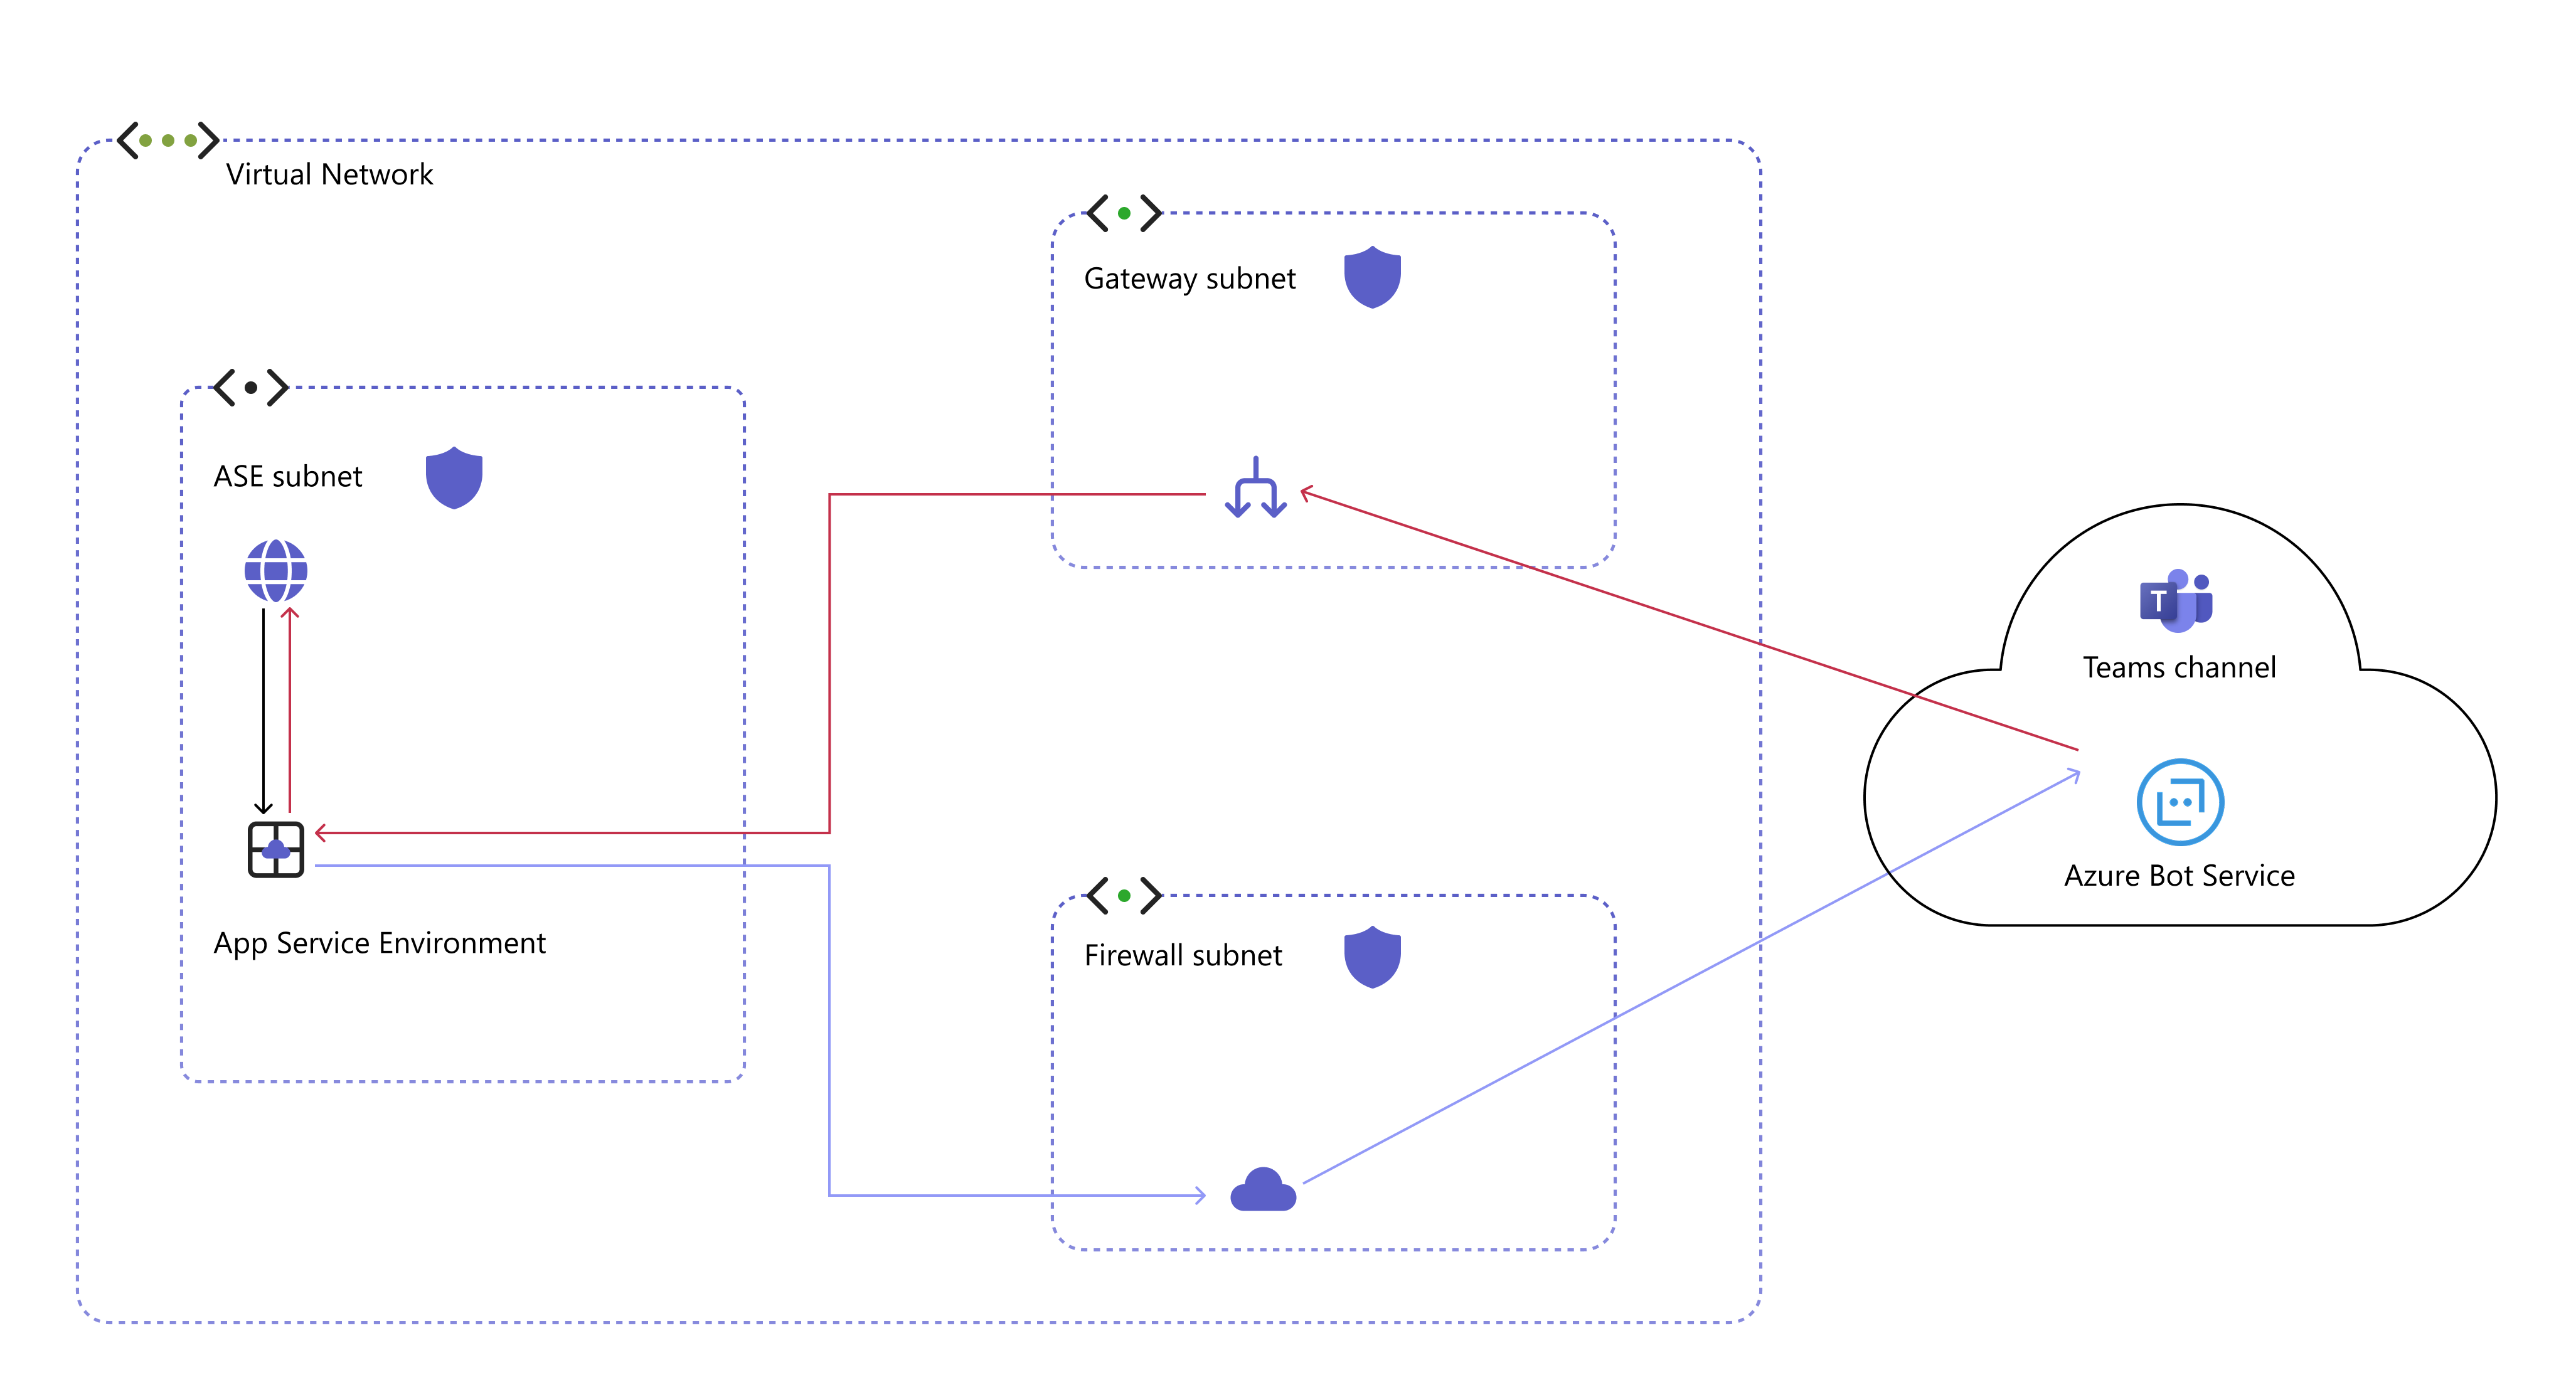 Virtual Network
Gateway subnet
ASE subnet
T
Teams channel
Azure Bot Service
App Service Environment
Firewall subnet